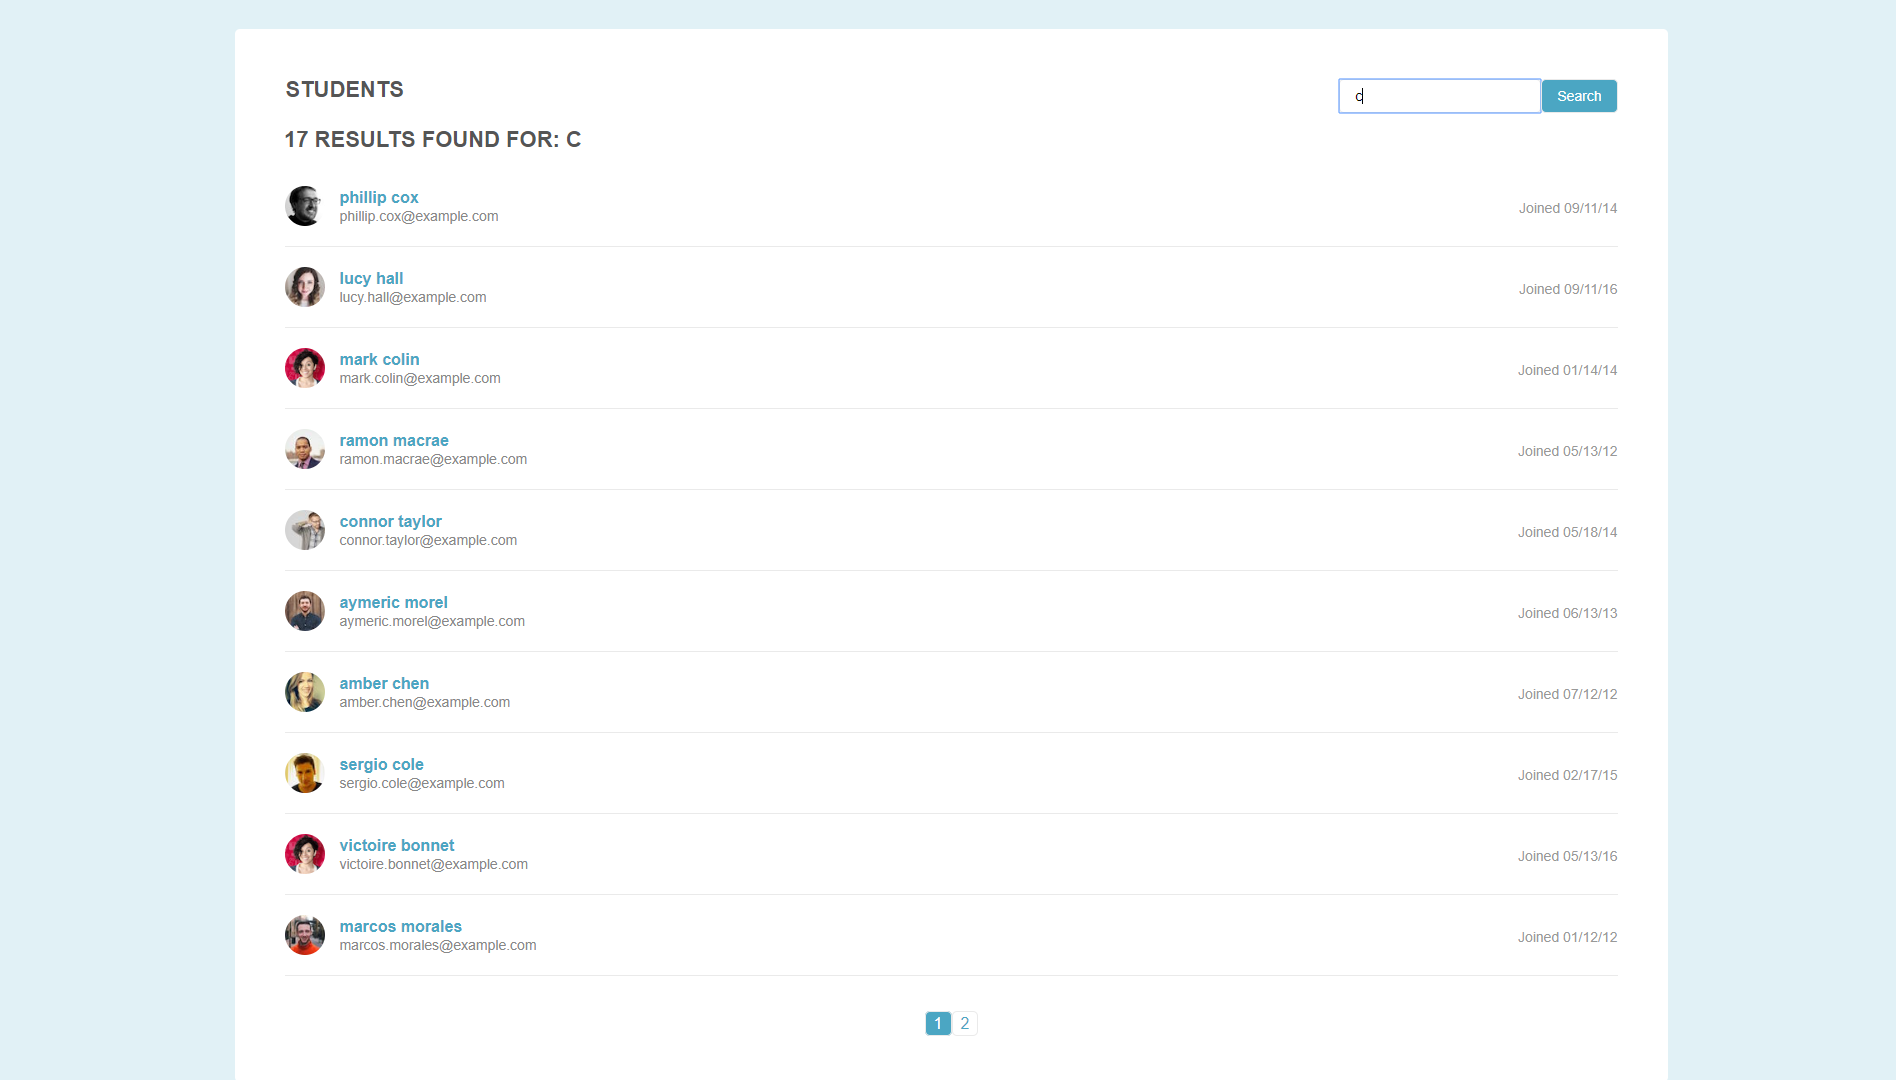 STUDENTS
c
Search
17 RESULTS FOUND FOR: C
phillip cox
phillip.cox@example.com
Joined 09/11/14
lucy hall
lucy.hall@example.com
Joined 09/11/16
mark colin
mark.colin@example.com
Joined 01/14/14
ramon macrae
ramon.macrae@example.com
Joined 05/13/12
connor taylor
connor.taylor@example.com
Joined 05/18/14
aymeric morel
aymeric.morel@example.com
Joined 06/13/13
amber chen
amber.chen@example.com
Joined 07/12/12
sergio cole
sergio.cole@example.com
Joined 02/17/15
victoire bonnet
victoire.bonnet@example.com
Joined 05/13/16
marcos morales
marcos.morales@example.com
Joined 01/12/12
1 2